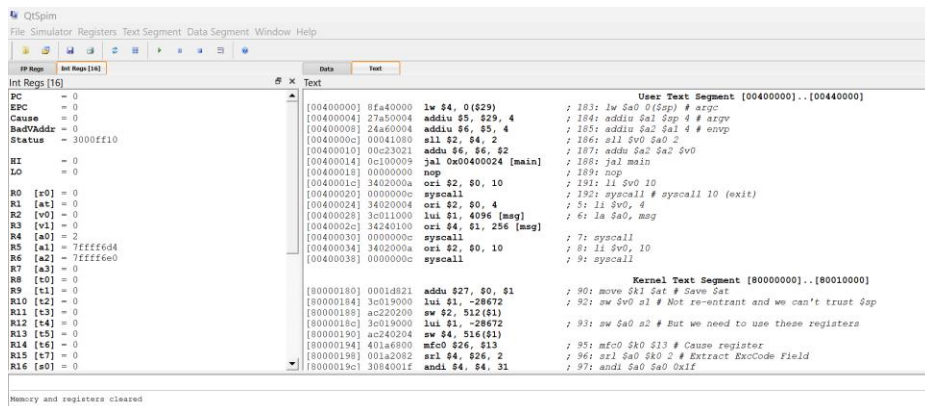 QtSpim
File Simulator Registers Text Segment Data Segment Window Help
FP Regs Int Regs [16]
Data Text
Int Regs [16]
Text
PC = 0
EPC = 0
Cause = 0
BadVAddr = 0
Status = 3000ff10
HI = 0
LO = 0
R0 [r0] = 0
R1 [at] = 0
R2 [v0] = 0
R3 [v1] = 0
R4 [a0] = 2
R5 [a1] = 7ffff6d4
R6 [a2] = 7ffff6e0
R7 [a3] = 0
R8 [t0] = 0
R9 [t1] = 0
R10 [t2] = 0
R11 [t3] = 0
R12 [t4] = 0
R13 [t5] = 0
R14 [t6] = 0
R15 [t7] = 0
R16 [s0] = 0
User Text Segment [00400000]..[00440000]
[00400000] 8fa40000 lw $4, 0($29) ; 183: lw $a0 0($sp) # argc
[00400004] 27a50004 addiu $5, $29, 4 ; 184: addiu $a1 $sp 4 # argv
[00400008] 24a60004 addiu $6, $5, 4 ; 185: addiu $a2 $a1 4 # envp
[0040000c] 00041080 sll $2, $4, 2 ; 186: sll $v0 $a0 2
[00400010] 00c23021 addu $6, $6, $2 ; 187: addu $a2 $a2 $v0
[00400014] 0c100009 jal 0x00400024 [main] ; 188: jal main
[00400018] 00000000 nop ; 189: nop
[0040001c] 3402000a ori $2, $0, 10 ; 191: li $v0 10
[00400020] 0000000c syscall ; 192: syscall # syscall 10 (exit)
[00400024] 34020004 ori $2, $0, 4 ; 5: li $v0, 4
[00400028] 3c011000 lui $1, 4096 [msg] ; 6: la $a0, msg
[0040002c] 34240100 ori $4, $1, 256 [msg]
[00400030] 0000000c syscall ; 7: syscall
[00400034] 3402000a ori $2, $0, 10 ; 8: li $v0, 10
[00400038] 0000000c syscall ; 9: syscall
Kernel Text Segment [80000000]..[80010000]
[80000180] 0001d821 addu $27, $0, $1 ; 90: move $k1 $at # Save $at
[80000184] 3c019000 lui $1, -28672 ; 92: sw $v0 s1 # Not re-entrant and we can't trust $sp
[80000188] ac220200 sw $2, 512($1)
[8000018c] 3c019000 lui $1, -28672 ; 93: sw $a0 s2 # But we need to use these registers
[80000190] ac240204 sw $4, 516($1)
[80000194] 401a6800 mfc0 $26, $13 ; 95: mfc0 $k0 $13 # Cause register
[80000198] 001a2082 srl $4, $26, 2 ; 96: srl $a0 $k0 2 # Extract ExcCode Field
[8000019c] 3084001f andi $4, $4, 31 ; 97: andi $a0 $a0 0x1f
Memory and registers cleared